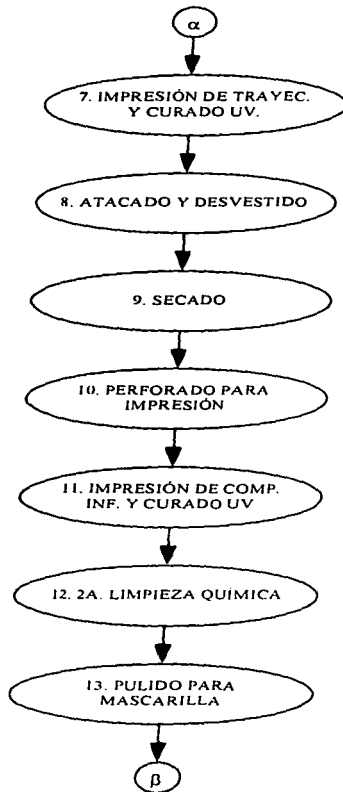 α
7. IMPRESIÓN DE TRAYEC.
Y CURADO UV.
8. ATACADO Y DESVESTIDO
9. SECADO
10. PERFORADO PARA
IMPRESIÓN
11. IMPRESIÓN DE COMP.
INF. Y CURADO UV
12. 2A. LIMPIEZA QUIMICA
13. PULIDO PARA
MASCARILLA
β